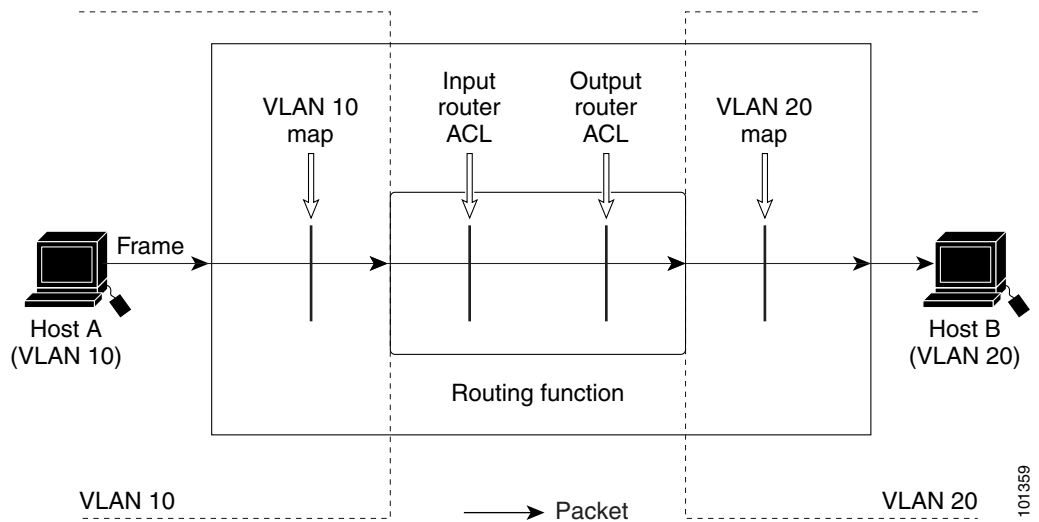 VLAN 10
map
Input
router
ACL
Output
router
ACL
VLAN 20
map
Frame
Host A
(VLAN 10)
Host B
(VLAN 20)
Routing function
VLAN 10
Packet
VLAN 20
101359